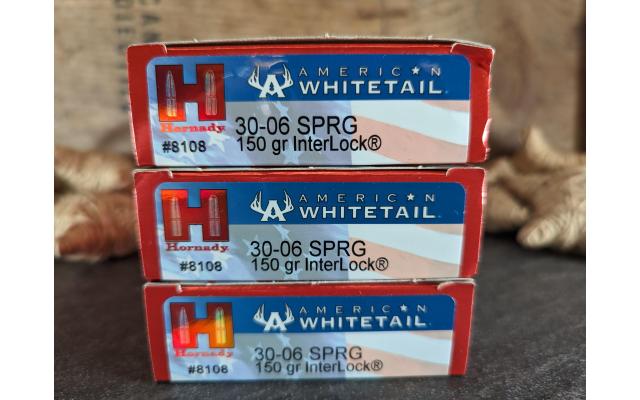 AMERICAN
WHITETAIL
Hornady
30-06 SPRG
#8108
150 gr InterLock®
AMERICAN
WHITETAIL
Hornady
30-06 SPRG
#8108
150 gr InterLock®
AMERICAN
WHITETAIL
Hornady
30-06 SPRG
#8108
150 gr InterLock®